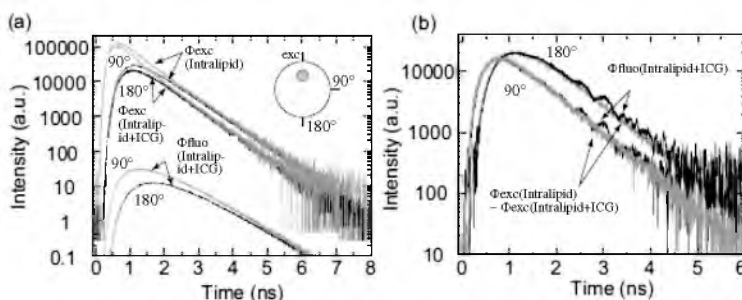 (a)
Intensity (a.u.)
100000
10000
1000
100
10
1
0.1
0 1 2 3 4 5 6 7 8
Time (ns)
90°
180°
Φexc
(Intralipid)
Φexc
(Intralip-
id+ICG)
Φfluo
(Intralip-
id+ICG)
90°
180°
exc
90°
180°
(b)
Intensity (a.u.)
10000
1000
100
10
0 1 2 3 4 5 6
Time (ns)
180°
90°
Φfluo(Intralipid+ICG)
Φexc(Intralipid)
– Φexc(Intralipid+ICG)